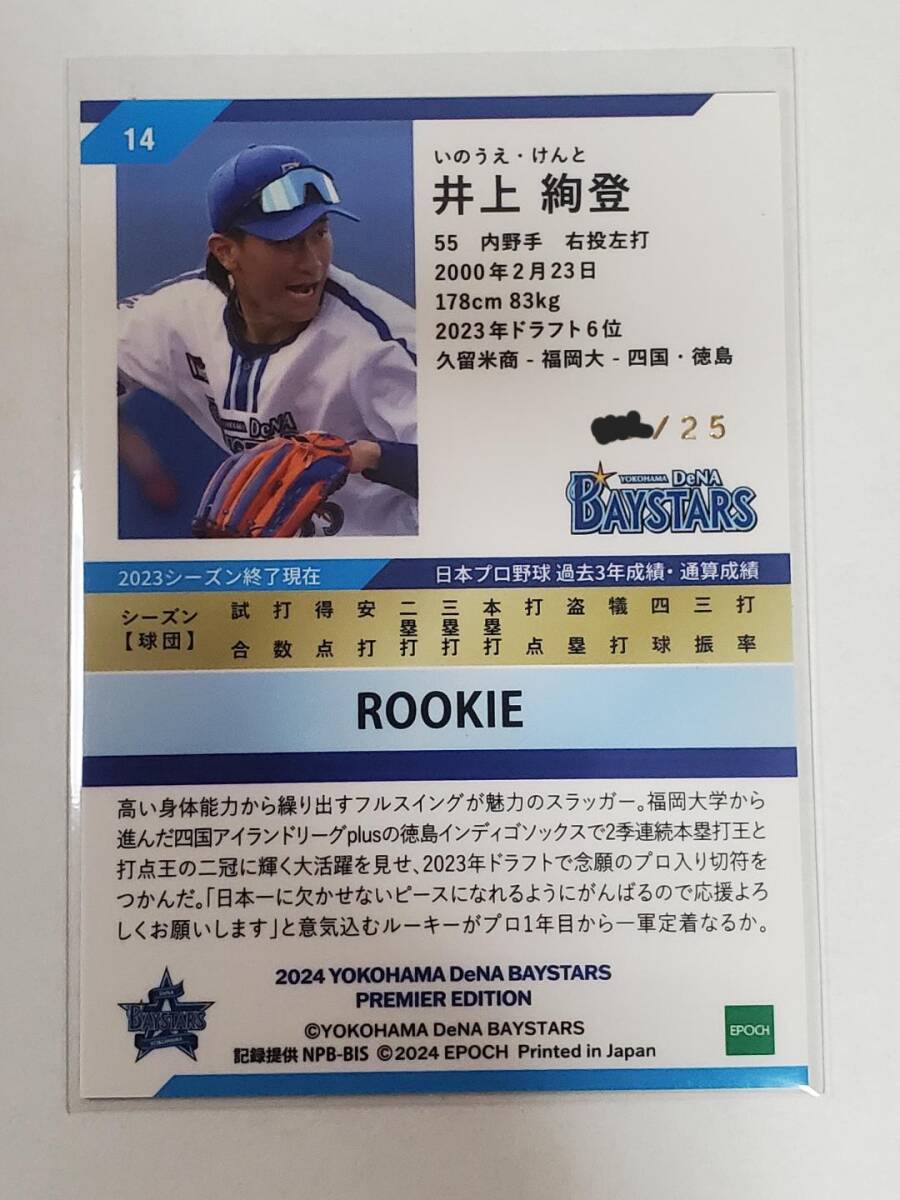 14
いのうえ・けんと
井上 絢登
55 内野手 右投左打
2000年2月23日
178cm 83kg
2023年ドラフト6位
久留米商 - 福岡大 - 四国・徳島
/25
YOKOHAMA DeNA
BAYSTARS
YOKOHAMA DeNA
2023シーズン終了現在
日本プロ野球 過去3年成績・通算成績
シーズン【球団】 試合 打数 得点 安打 二塁打 三塁打 本塁打 打点 盗塁 犠打 四球 三振 打率
ROOKIE
高い身体能力から繰り出すフルスイングが魅力のスラッガー。福岡大学から
進んだ四国アイランドリーグplusの徳島インディゴソックスで2季連続本塁打王と
打点王の二冠に輝く大活躍を見せ、2023年ドラフトで念願のプロ入り切符を
つかんだ。「日本一に欠かせないピースになれるようにがんばるので応援よろ
しくお願いします」と意気込むルーキーがプロ1年目から一軍定着なるか。
2024 YOKOHAMA DeNA BAYSTARS
PREMIER EDITION
©YOKOHAMA DeNA BAYSTARS
記録提供 NPB-BIS ©2024 EPOCH Printed in Japan
DeNA
BAYSTARS
YOKOHAMA
EPOCH